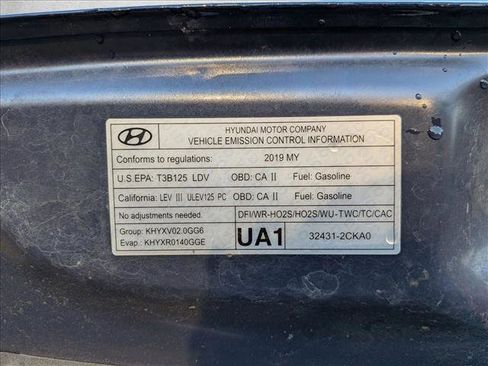 HYUNDAI MOTOR COMPANY
VEHICLE EMISSION CONTROL INFORMATION
Conforms to regulations: 2019 MY
U.S EPA: T3B125 LDV OBD: CA II Fuel: Gasoline
California: LEV III ULEV125 PC OBD: CA II Fuel: Gasoline
No adjustments needed. DFI/WR-HO2S/HO2S/WU-TWC/TC/CAC
Group: KHYXV02.0GG6
Evap.: KHYXR0140GGE
UA1 32431-2CKA0